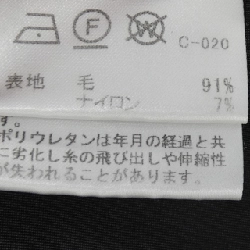 F
C-020
表地 毛 91%
ナイロン 7%
す。
ポリウレタンは年月の経過と共
に劣化し糸の飛び出しや伸縮性
が失われることがあります。